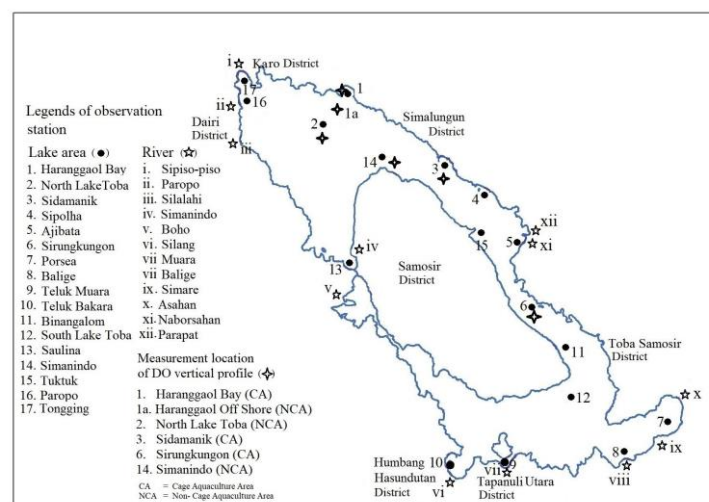 i Karo District
17
16
ii
Dairi
District
iii
1
1a
2
Simalungun
District
14
3
4
xii
5
xi
15
iv
13
v
Samosir
District
6
11
Toba Samosir
District
12
x
7
ix
8
viii
Humbang
Hasundutan
District
10
vi
9
vii
Tapanuli Utara
District
Legends of observation
station
Lake area ( )
1. Haranggaol Bay
2. North LakeToba
3. Sidamanik
4. Sipolha
5. Ajibata
6. Sirungkungon
7. Porsea
8. Balige
9. Teluk Muara
10. Teluk Bakara
11. Binangalom
12. South Lake Toba
13. Saulina
14. Simanindo
15. Tuktuk
16. Paropo
17. Tongging
River ( )
i. Sipiso-piso
ii. Paropo
iii. Silalahi
iv. Simanindo
v. Boho
vi. Silang
vii Muara
vii Balige
ix. Simare
x. Asahan
xi. Naborsahan
xii. Parapat
Measurement location
of DO vertical profile ( )
1. Haranggaol Bay (CA)
1a. Haranggaol Off Shore (NCA)
2. North Lake Toba (NCA)
3. Sidamanik (CA)
6. Sirungkungon (CA)
14. Simanindo (NCA)
CA = Cage Aquaculture Area
NCA = Non- Cage Aquaculture Area